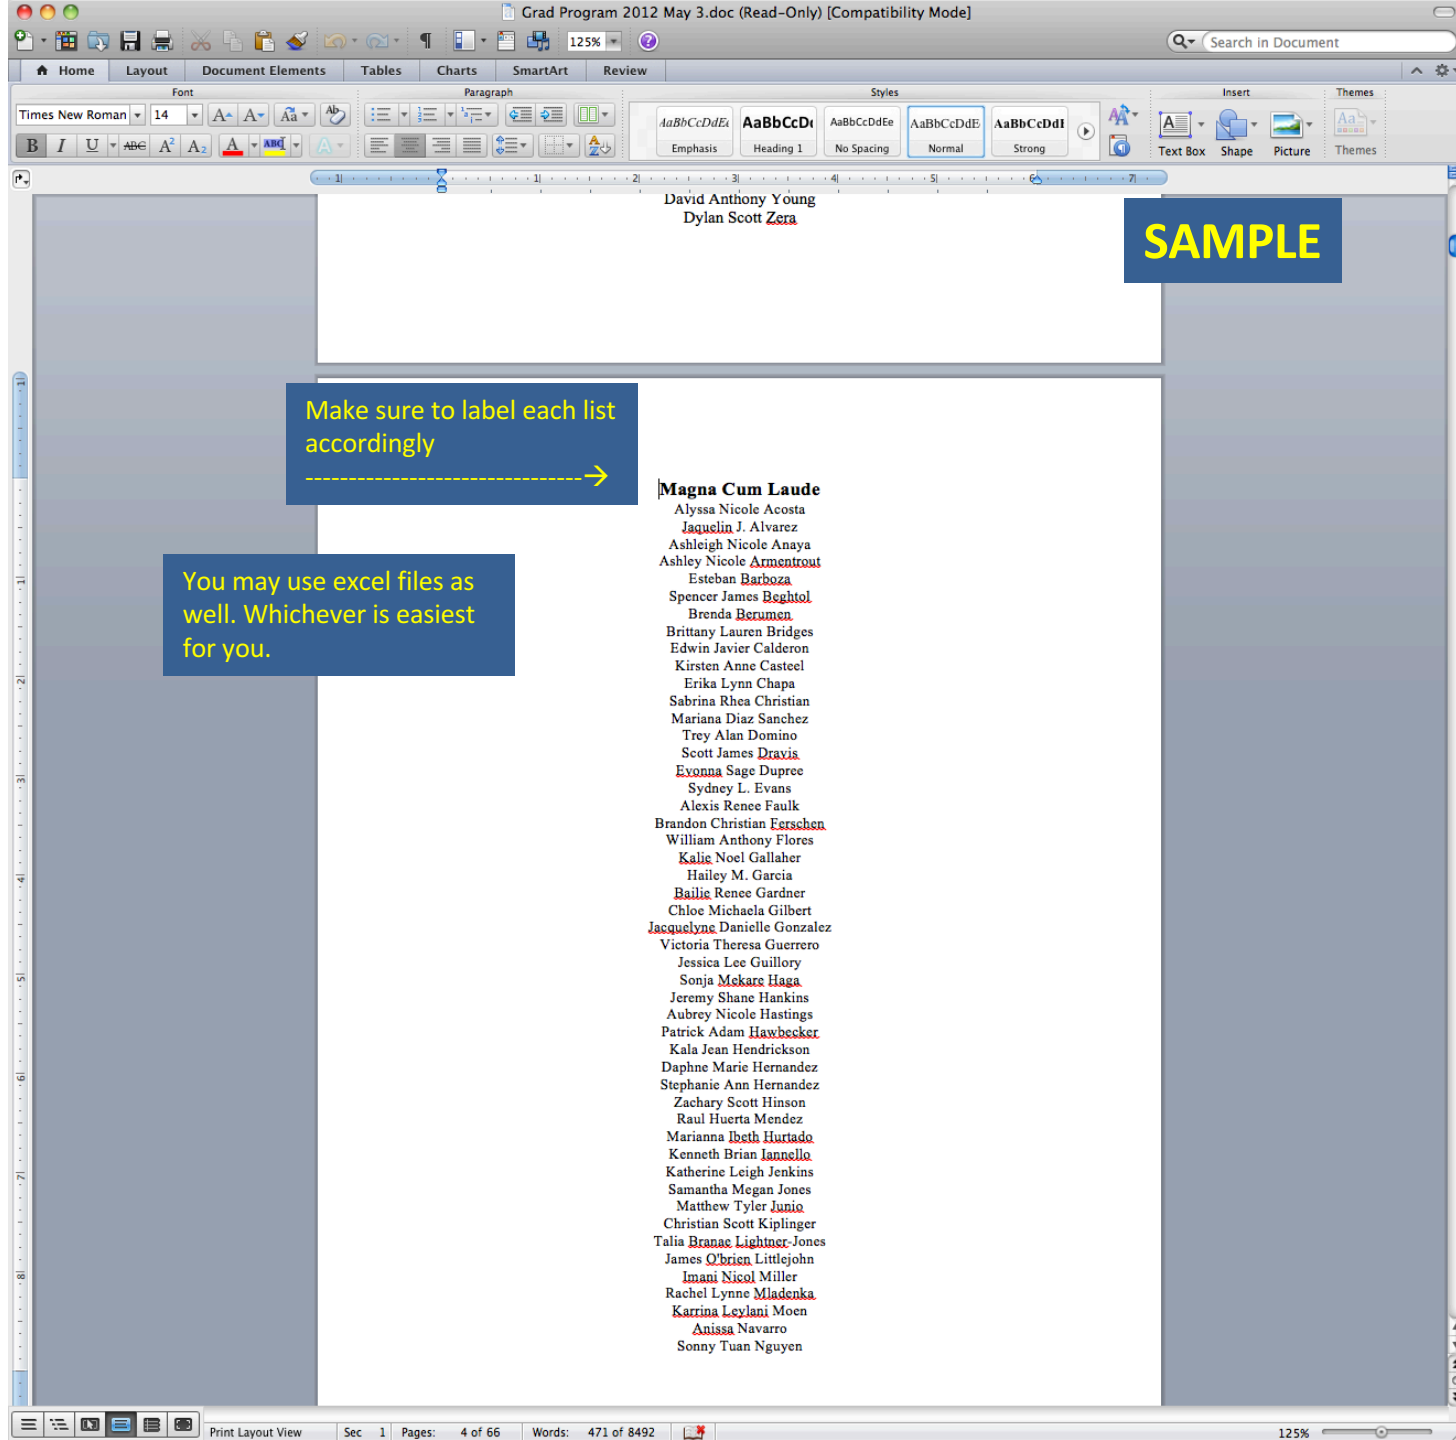 Grad Program 2012 May 3.doc (Read-Only) [Compatibility Mode]
125%
Search in Document
Home Layout Document Elements Tables Charts SmartArt Review
Font Paragraph Styles Insert Themes
Times New Roman 14
AaBbCcDdEe AaBbCcDd AaBbCcDdEe AaBbCcDdE AaBbCcDdI
Emphasis Heading 1 No Spacing Normal Strong
Text Box Shape Picture Themes
David Anthony Young
Dylan Scott Zera
SAMPLE
Make sure to label each list
accordingly
-------------------------------→
Magna Cum Laude
Alyssa Nicole Acosta
Jaquelin J. Alvarez
Ashleigh Nicole Anaya
Ashley Nicole Armentrout
Esteban Barboza
Spencer James Beghtol
Brenda Berumen
Brittany Lauren Bridges
Edwin Javier Calderon
Kirsten Anne Casteel
Erika Lynn Chapa
Sabrina Rhea Christian
Mariana Diaz Sanchez
Trey Alan Domino
Scott James Dravis
Evonna Sage Dupree
Sydney L. Evans
Alexis Renee Faulk
Brandon Christian Ferschen
William Anthony Flores
Kalie Noel Gallaher
Hailey M. Garcia
Bailie Renee Gardner
Chloe Michaela Gilbert
Jacquelyne Danielle Gonzalez
Victoria Theresa Guerrero
Jessica Lee Guillory
Sonja Mekare Haga
Jeremy Shane Hankins
Aubrey Nicole Hastings
Patrick Adam Hawbecker
Kala Jean Hendrickson
Daphne Marie Hernandez
Stephanie Ann Hernandez
Zachary Scott Hinson
Raul Huerta Mendez
Marianna Ibeth Hurtado
Kenneth Brian Iannello
Katherine Leigh Jenkins
Samantha Megan Jones
Matthew Tyler Junio
Christian Scott Kiplinger
Talia Branae Lightner-Jones
James O'brien Littlejohn
Imani Nicol Miller
Rachel Lynne Mladenka
Karrina Leylani Moen
Anissa Navarro
Sonny Tuan Nguyen
You may use excel files as
well. Whichever is easiest
for you.
Print Layout View Sec 1 Pages: 4 of 66 Words: 471 of 8492 125%